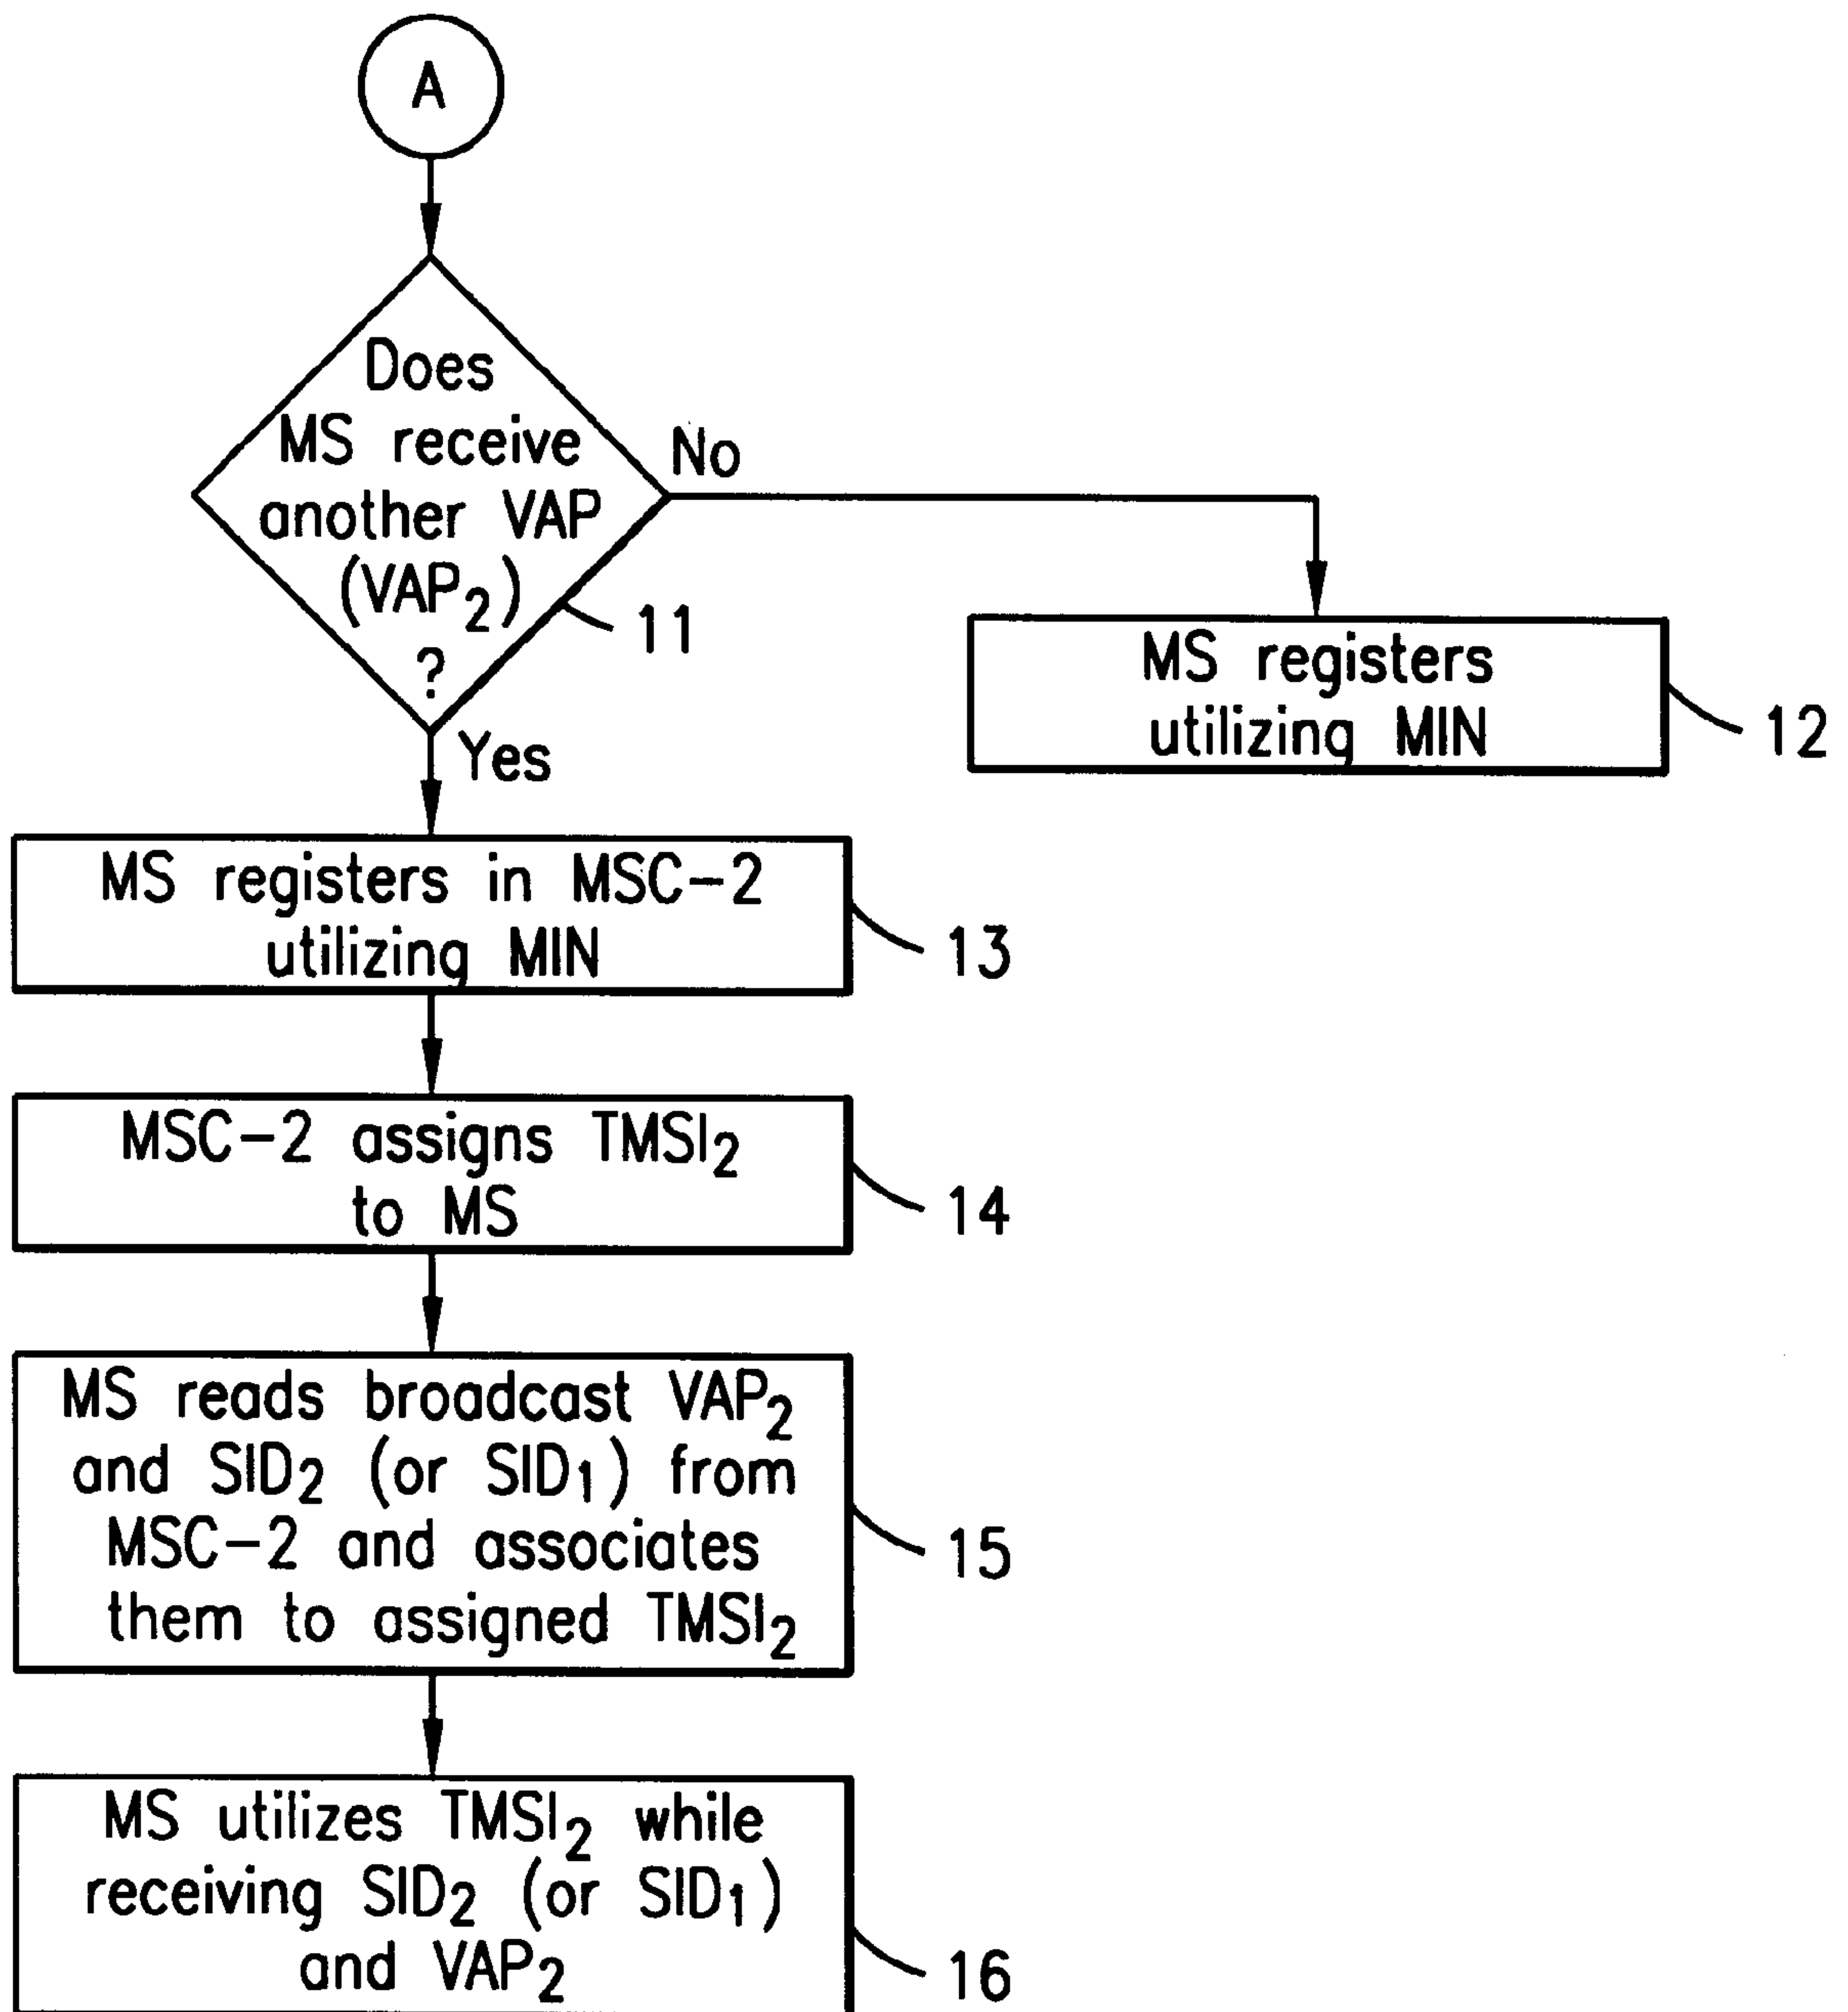 A
Does
MS receive
another VAP
(VAP₂)
?
11
No
MS registers
utilizing MIN
12
Yes
MS registers in MSC-2
utilizing MIN
13
MSC-2 assigns TMSI₂
to MS
14
MS reads broadcast VAP₂
and SID₂ (or SID₁) from
MSC-2 and associates
them to assigned TMSI₂
15
MS utilizes TMSI₂ while
receiving SID₂ (or SID₁)
and VAP₂
16